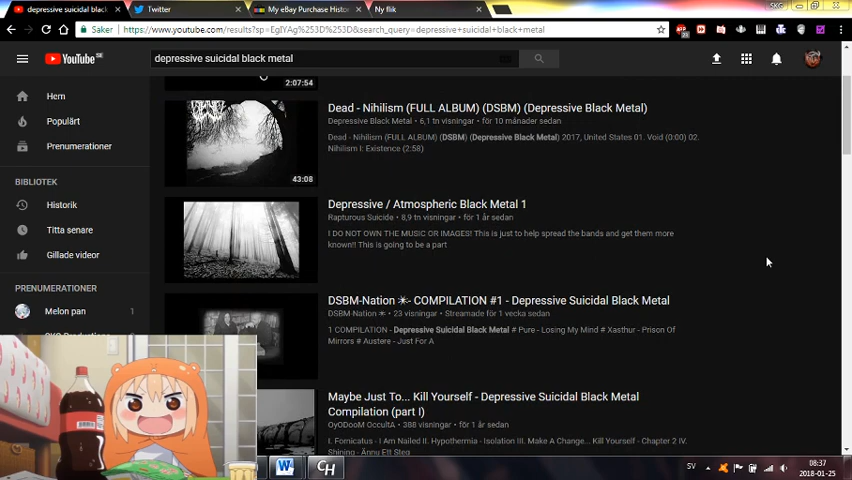 depressive suicidal black
Twitter
My eBay Purchase Histo
Ny flik
SKG
Säker
https://www.youtube.com/results?sp=EgIYAg%253D%253D&search_query=depressive+suicidal+black+metal
YouTube SE
depressive suicidal black metal
2:07:54
Hem
Populärt
Prenumerationer
BIBLIOTEK
Historik
Titta senare
Gillade videor
PRENUMERATIONER
Melon pan 1
43:08
Dead - Nihilism (FULL ALBUM) (DSBM) (Depressive Black Metal)
Depressive Black Metal • 6,1 tn visningar • för 10 månader sedan
Dead - Nihilism (FULL ALBUM) (DSBM) (Depressive Black Metal) 2017, United States 01. Void (0:00) 02.
Nihilism I: Existence (2:58)
Depressive / Atmospheric Black Metal 1
Rapturous Suicide • 8,9 tn visningar • för 1 år sedan
I DO NOT OWN THE MUSIC OR IMAGES! This is just to help spread the bands and get them more
known!! This is going to be a part
DSBM-Nation ☀- COMPILATION #1 - Depressive Suicidal Black Metal
DSBM-Nation ☀ • 23 visningar • Streamade för 1 vecka sedan
1 COMPILATION - Depressive Suicidal Black Metal # Pure - Losing My Mind # Xasthur - Prison Of
Mirrors # Austere - Just For A
Maybe Just To... Kill Yourself - Depressive Suicidal Black Metal
Compilation (part I)
OyODooM OccultA • 388 visningar • för 1 år sedan
I. Fornicatus - I Am Nailed II. Hypothermia - Isolation III. Make A Change... Kill Yourself - Chapter 2 IV.
Shining - Ännu Ett Steg
W
CH
SV
08:37
2018-01-25